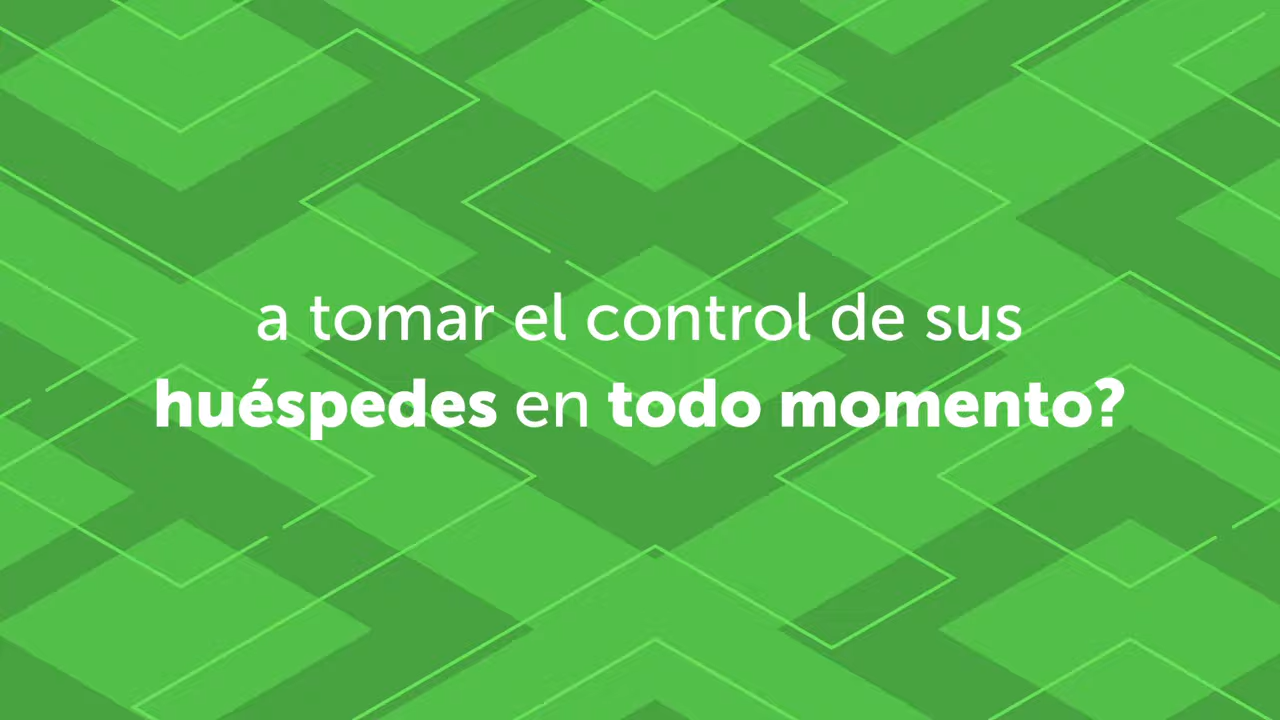 a tomar el control de sus
huéspedes en todo momento?